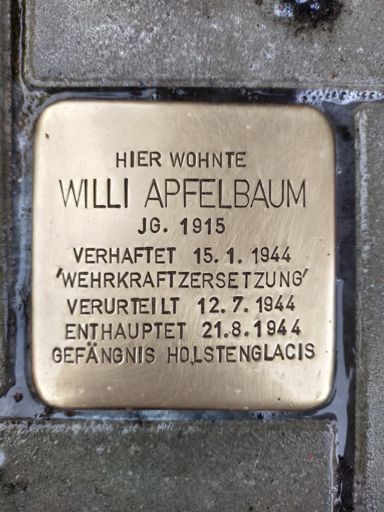 HIER WOHNTE
WILLI APFELBAUM
JG. 1915
VERHAFTET 15.1.1944
'WEHRKRAFTZERSETZUNG'
VERURTEILT 12.7.1944
ENTHAUPTET 21.8.1944
GEFÄNGNIS HOLSTENGLACIS